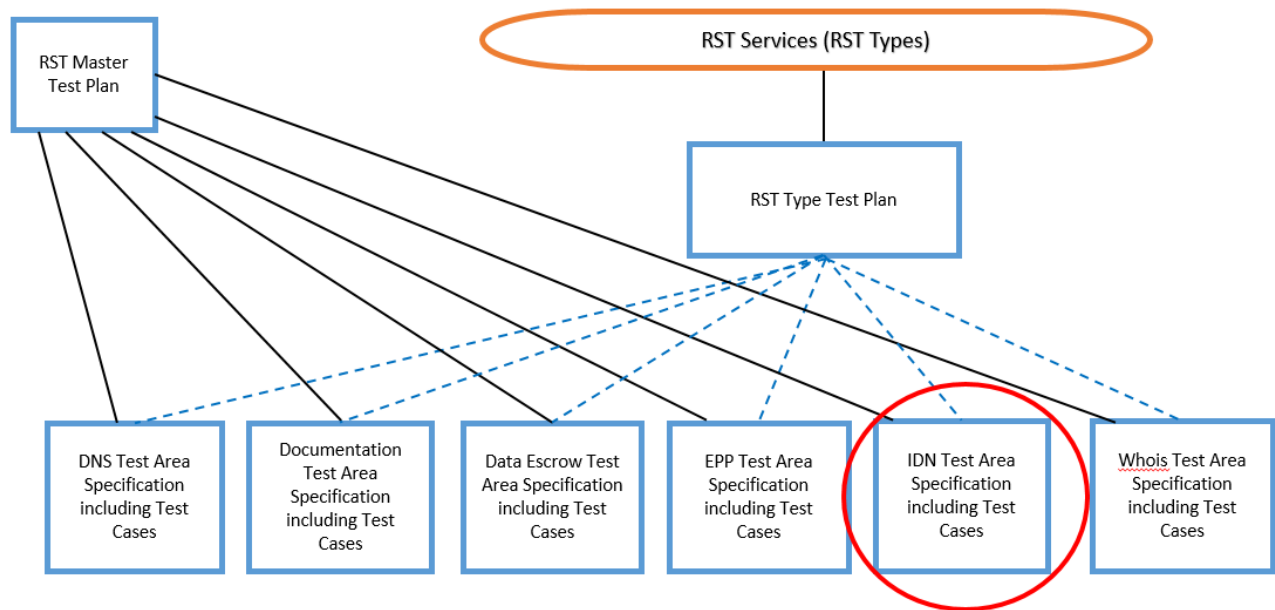 RST Services (RST Types)
RST Master
Test Plan
RST Type Test Plan
DNS Test Area
Specification
including Test
Cases
Documentation
Test Area
Specification
including Test
Cases
Data Escrow Test
Area Specification
including Test
Cases
EPP Test Area
Specification
including Test
Cases
IDN Test Area
Specification
including Test
Cases
Whois Test Area
Specification
including Test
Cases